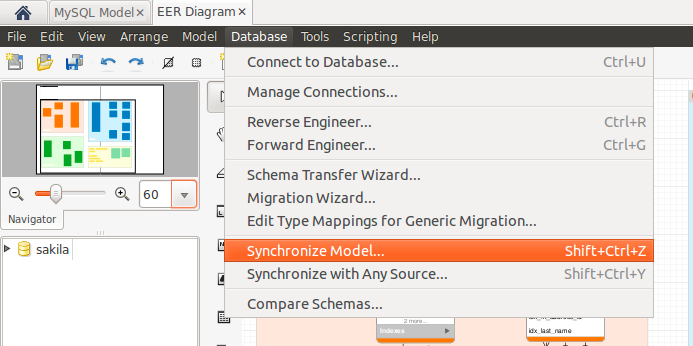 MySQL Model× EER Diagram×
File Edit View Arrange Model Database Tools Scripting Help
Connect to Database... Ctrl+U
Manage Connections...
Reverse Engineer... Ctrl+R
Forward Engineer... Ctrl+G
Schema Transfer Wizard...
Migration Wizard...
60
Edit Type Mappings for Generic Migration...
Navigator
sakila
Synchronize Model... Shift+Ctrl+Z
Synchronize with Any Source... Shift+Ctrl+Y
Compare Schemas...
2 more...
Indexes
idx_last_name